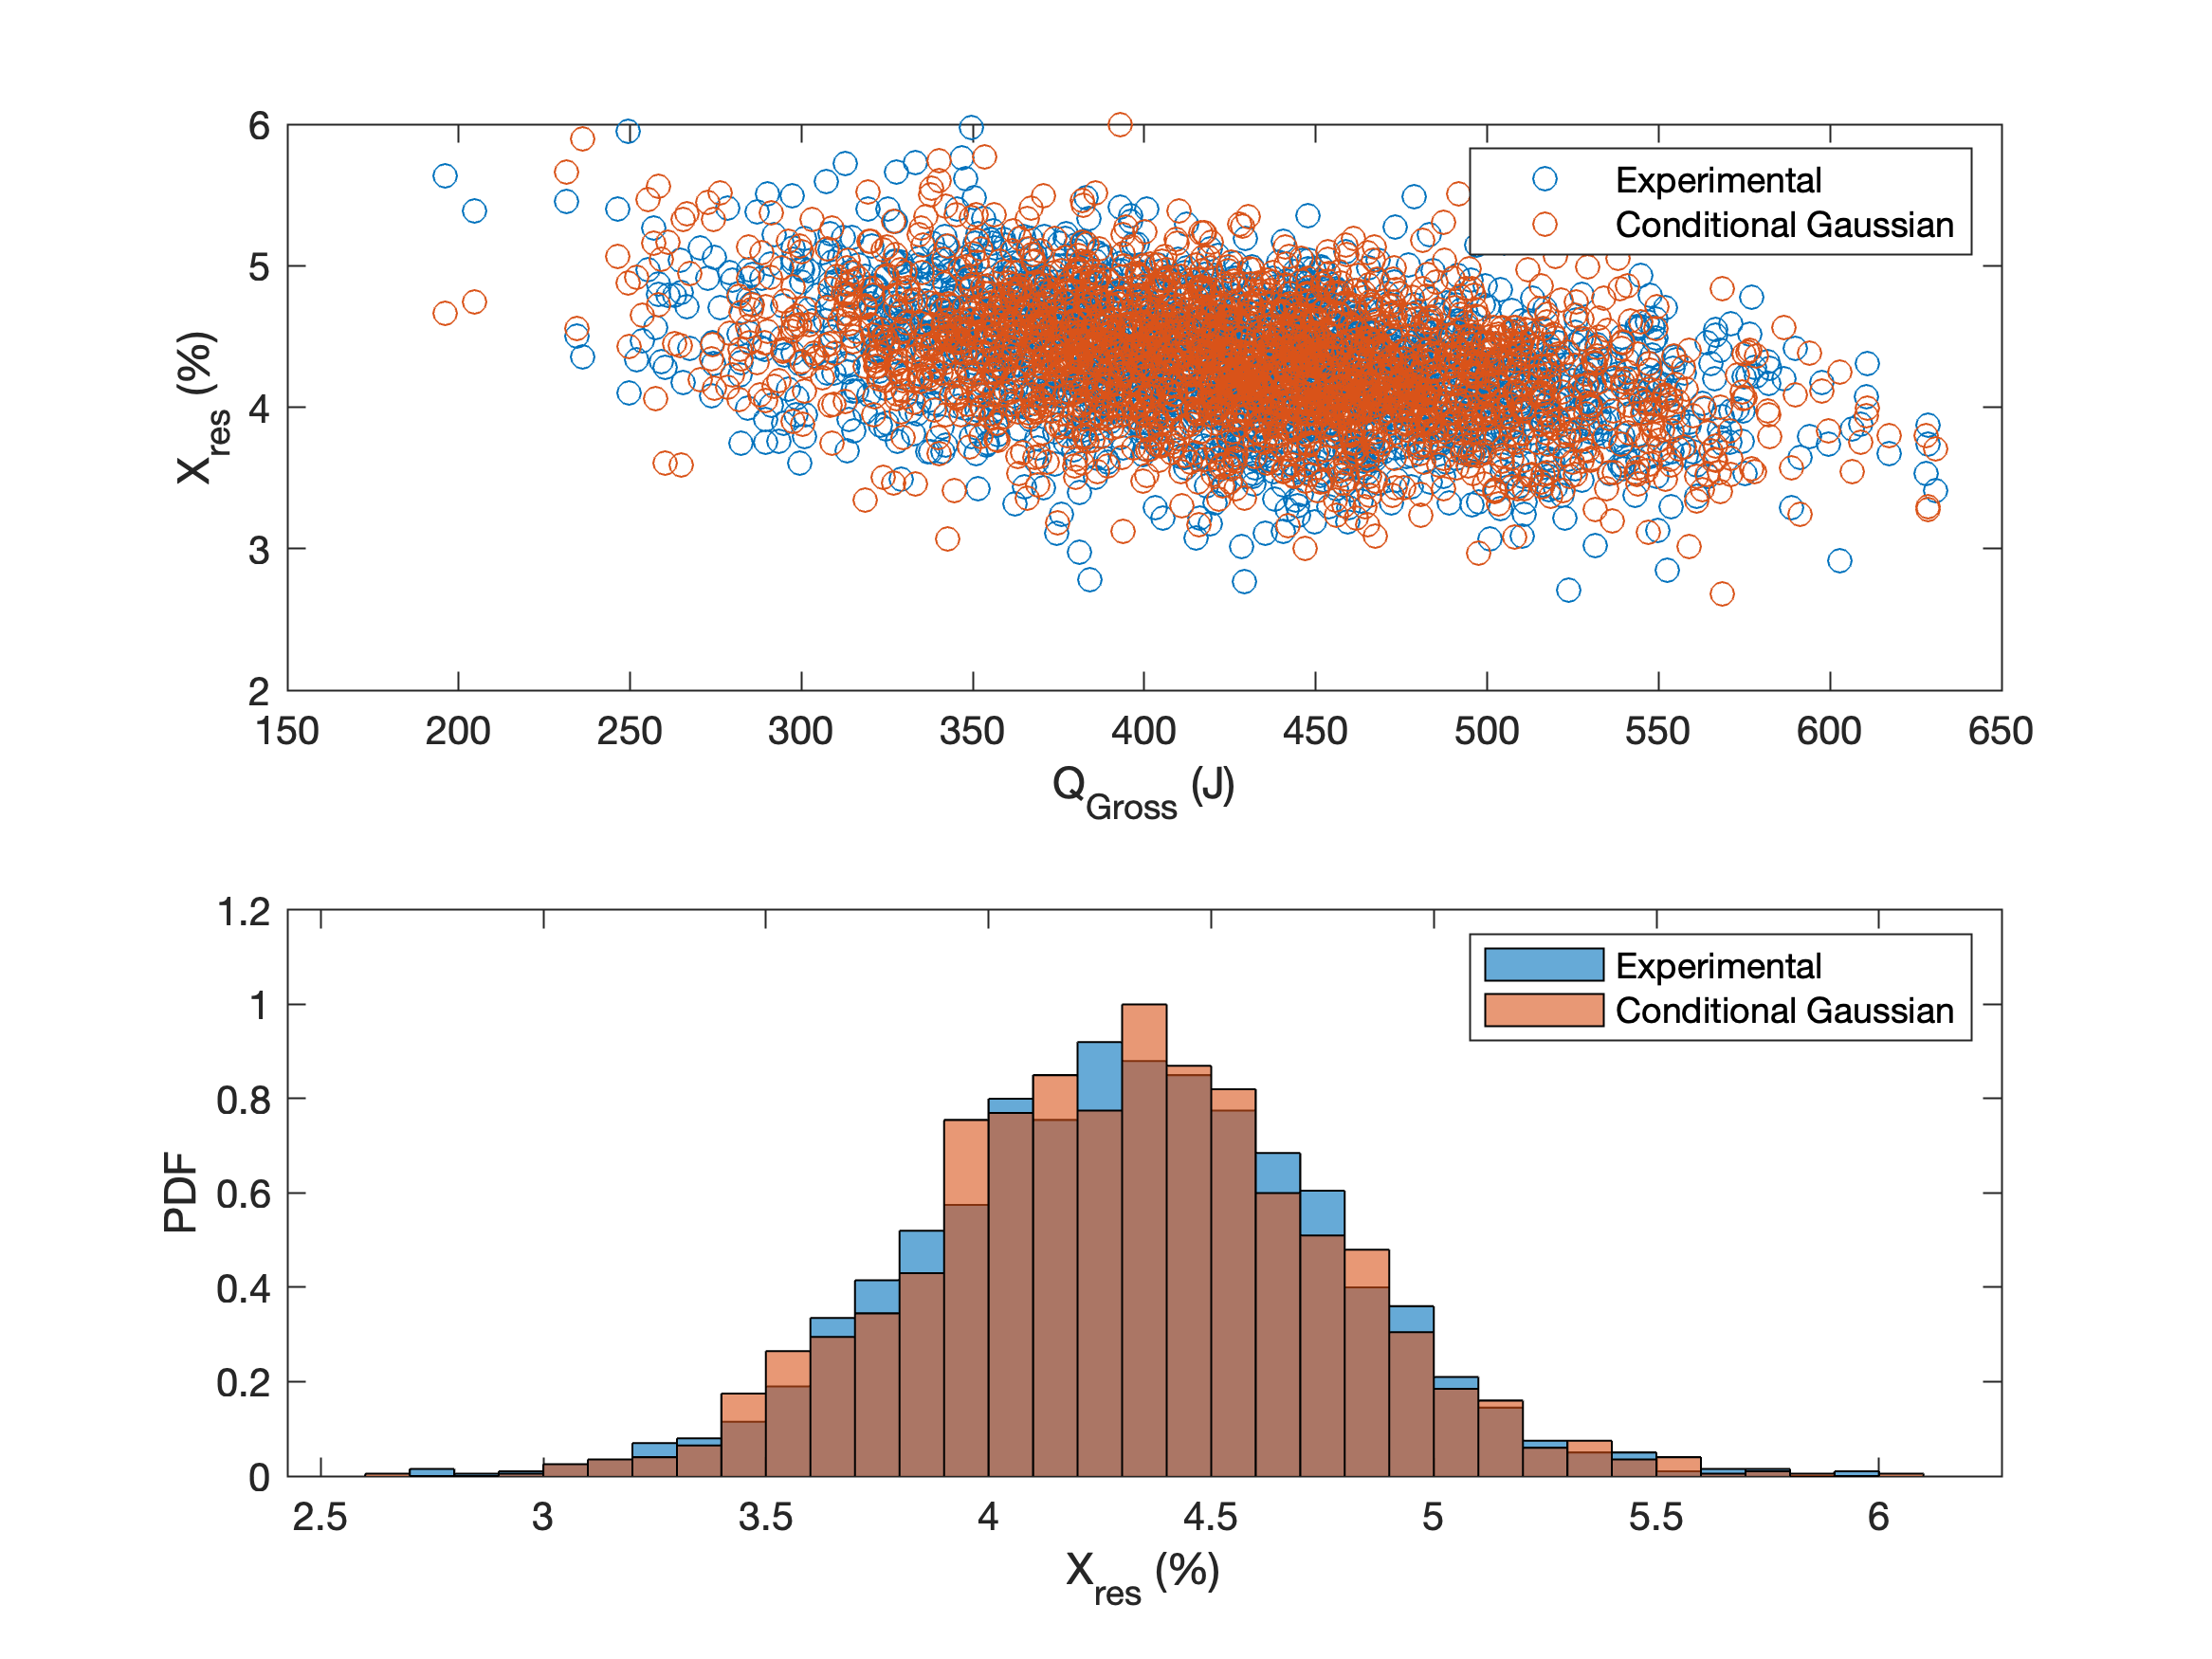 6
5
4
3
2
X_res (%)
Experimental
Conditional Gaussian
150 200 250 300 350 400 450 500 550 600 650
Q_Gross (J)
1.2
1
0.8
0.6
0.4
0.2
0
PDF
Experimental
Conditional Gaussian
2.5 3 3.5 4 4.5 5 5.5 6
X_res (%)